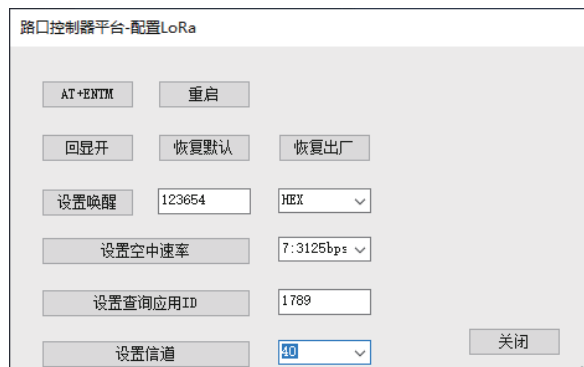 路口控制器平台-配置LoRa
AT+ENTM 重启
回显开 恢复默认 恢复出厂
设置唤醒 123654 HEX
设置空中速率 7:3125bps
设置查询应用ID 1789
关闭
设置信道 40